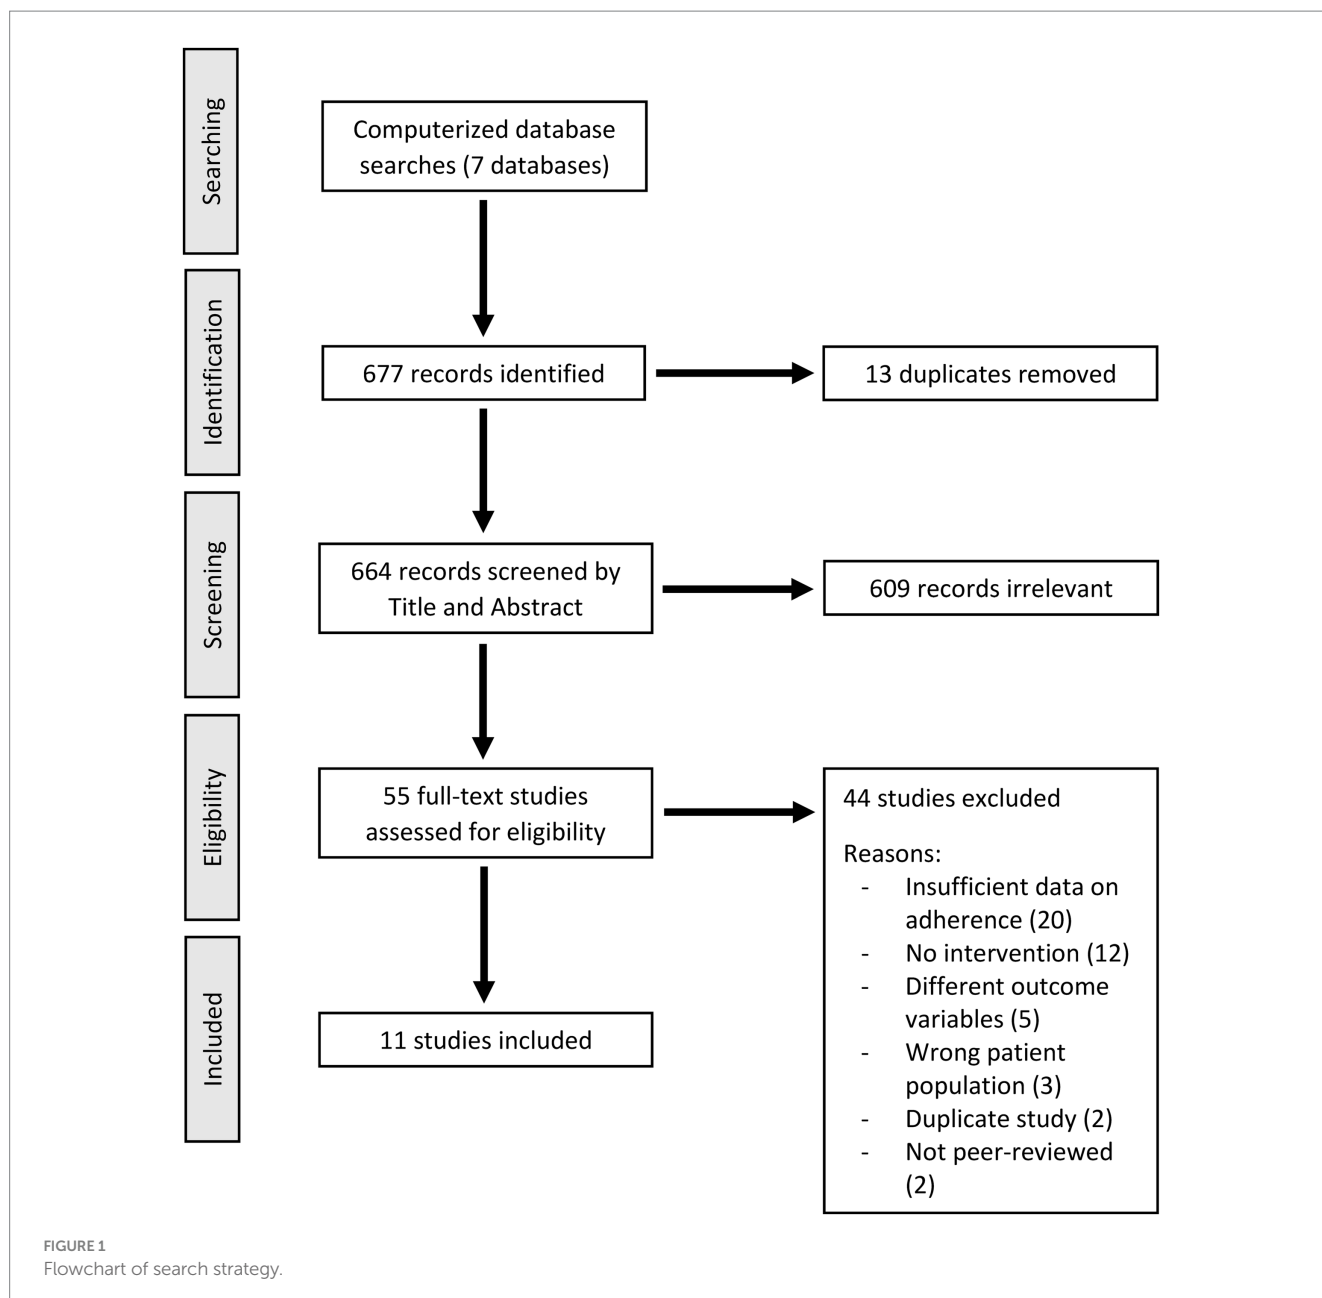 Searching
Computerized database
searches (7 databases)
Identification
677 records identified
13 duplicates removed
Screening
664 records screened by
Title and Abstract
609 records irrelevant
Eligibility
55 full-text studies
assessed for eligibility
44 studies excluded
Reasons:
- Insufficient data on
adherence (20)
- No intervention (12)
- Different outcome
variables (5)
- Wrong patient
population (3)
- Duplicate study (2)
- Not peer-reviewed
(2)
Included
11 studies included
FIGURE 1
Flowchart of search strategy.